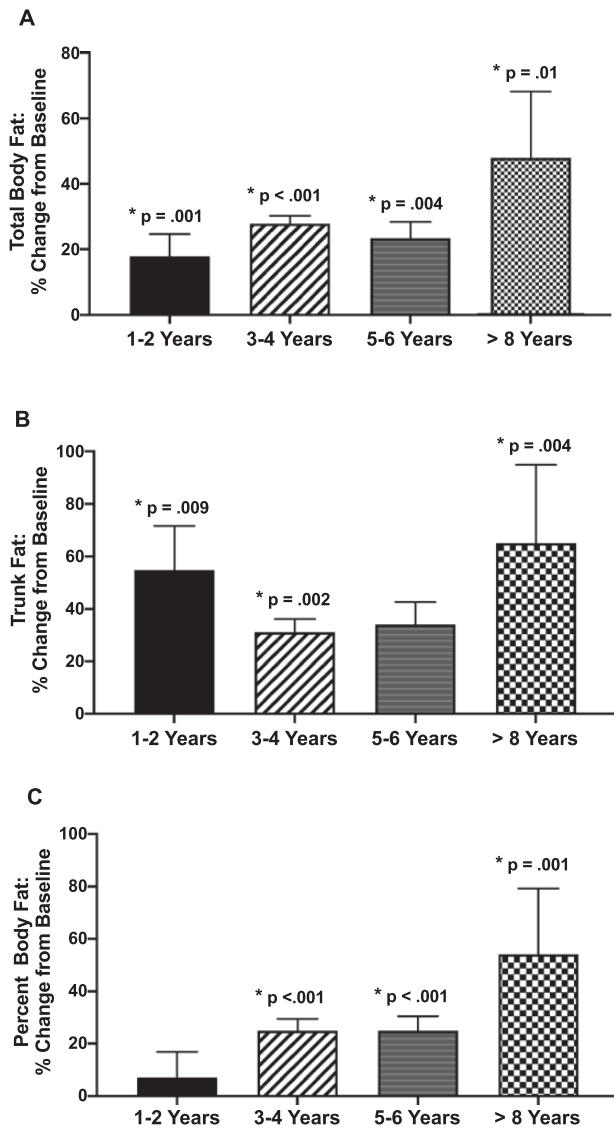 A
Total Body Fat:
% Change from Baseline
80
60
40
20
0
* p = .001
* p < .001
* p = .004
* p = .01
1-2 Years
3-4 Years
5-6 Years
> 8 Years
B
Trunk Fat:
% Change from Baseline
100
80
60
40
20
0
* p = .009
* p = .002
* p = .004
1-2 Years
3-4 Years
5-6 Years
> 8 Years
C
Percent Body Fat:
% Change from Baseline
100
80
60
40
20
0
* p <.001
* p < .001
* p = .001
1-2 Years
3-4 Years
5-6 Years
> 8 Years